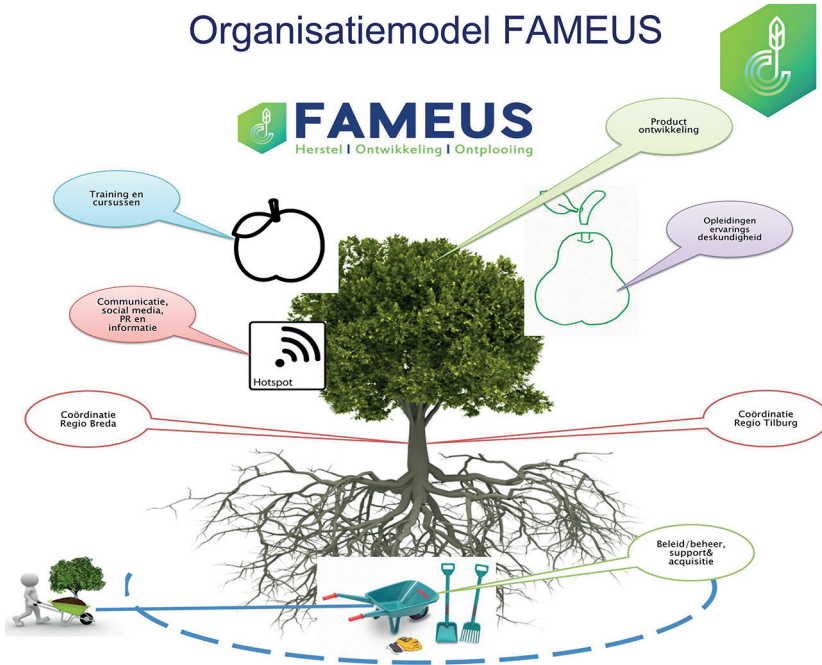 Organisatiemodel FAMEUS
FAMEUS
Herstel I Ontwikkeling I Ontplooiing
Product
ontwikkeling
Training en
cursussen
Opleidingen
ervarings
deskundigheid
Communicatie,
social media,
PR en
informatie
Hotspot
Coördinatie
Regio Breda
Coördinatie
Regio Tilburg
Beleid/beheer,
support&
acquisitie